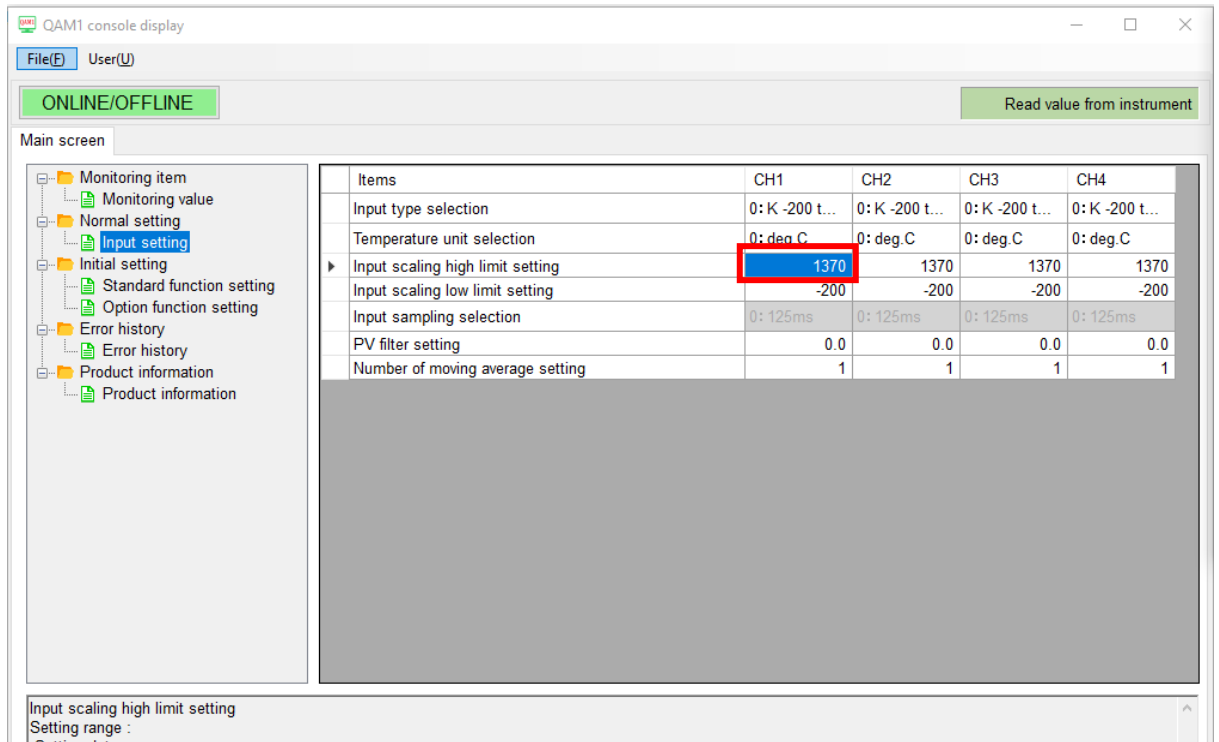 QAM1 console display
File(F) User(U)
ONLINE/OFFLINE
Read value from instrument
Main screen
Monitoring item
Monitoring value
Normal setting
Input setting
Initial setting
Standard function setting
Option function setting
Error history
Error history
Product information
Product information
Items CH1 CH2 CH3 CH4
Input type selection 0: K -200 t... 0: K -200 t... 0: K -200 t... 0: K -200 t...
Temperature unit selection 0: deg.C 0: deg.C 0: deg.C 0: deg.C
Input scaling high limit setting 1370 1370 1370 1370
Input scaling low limit setting -200 -200 -200 -200
Input sampling selection 0: 125ms 0: 125ms 0: 125ms 0: 125ms
PV filter setting 0.0 0.0 0.0 0.0
Number of moving average setting 1 1 1 1
Input scaling high limit setting
Setting range :